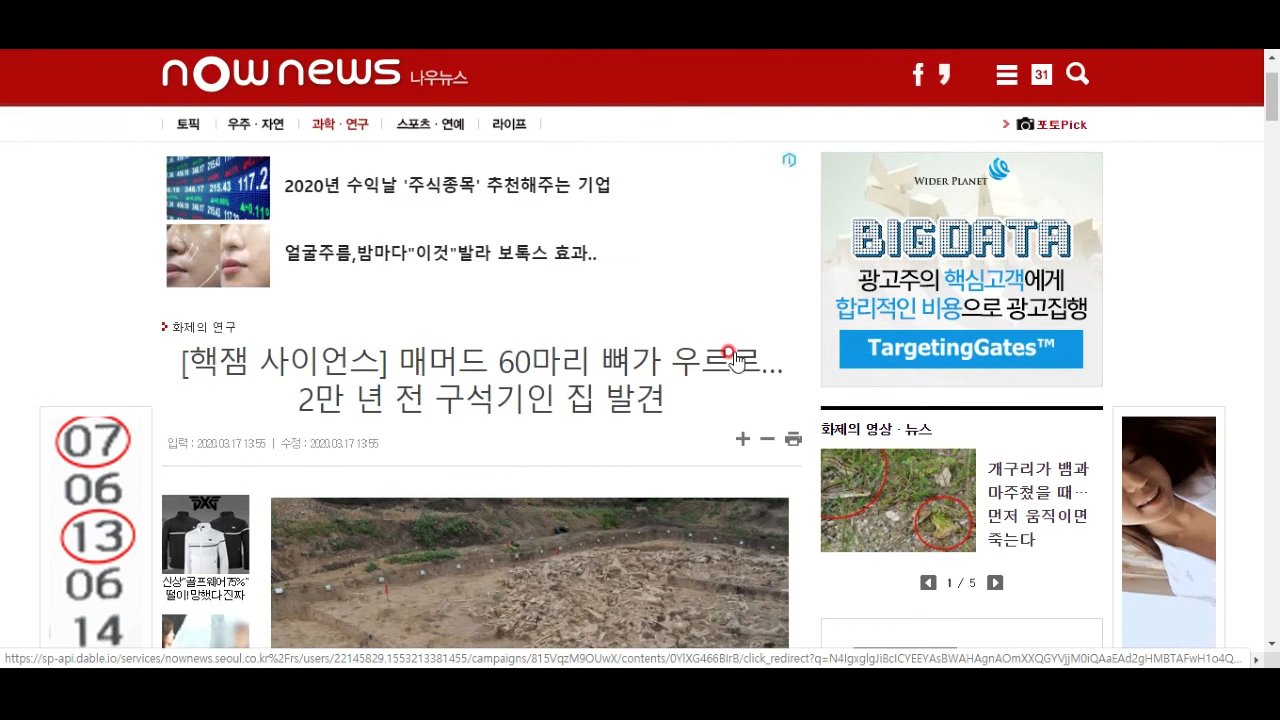 now news 나우뉴스
31
토픽 우주·자연 과학·연구 스포츠·연예 라이프
포토Pick
2020년 수익날 '주식종목' 추천해주는 기업
얼굴주름,밤마다"이것"발라 보톡스 효과..
WIDER PLANET
BIGDATA
광고주의 핵심고객에게
합리적인 비용으로 광고집행
TargetingGates™
화제의 연구
[핵잼 사이언스] 매머드 60마리 뼈가 우르르...
2만 년 전 구석기인 집 발견
입력 : 2020.03.17 13:55 ㅣ 수정 : 2020.03.17 13:55
화제의 영상·뉴스
개구리가 뱀과
마주쳤을 때…
먼저 움직이면
죽는다
1 / 5
07
06
13
06
14
PXG
신상"골프웨어75%"
떨이!망했다 진짜